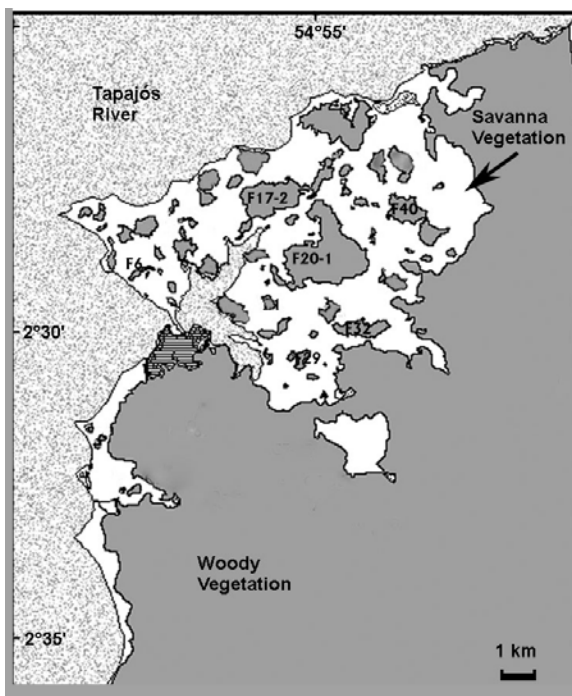 54°55'
Tapajós
River
Savanna
Vegetation
F17-2
F40
F6
F20-1
2°30'
F32
F29
Woody
Vegetation
2°35'
1 km